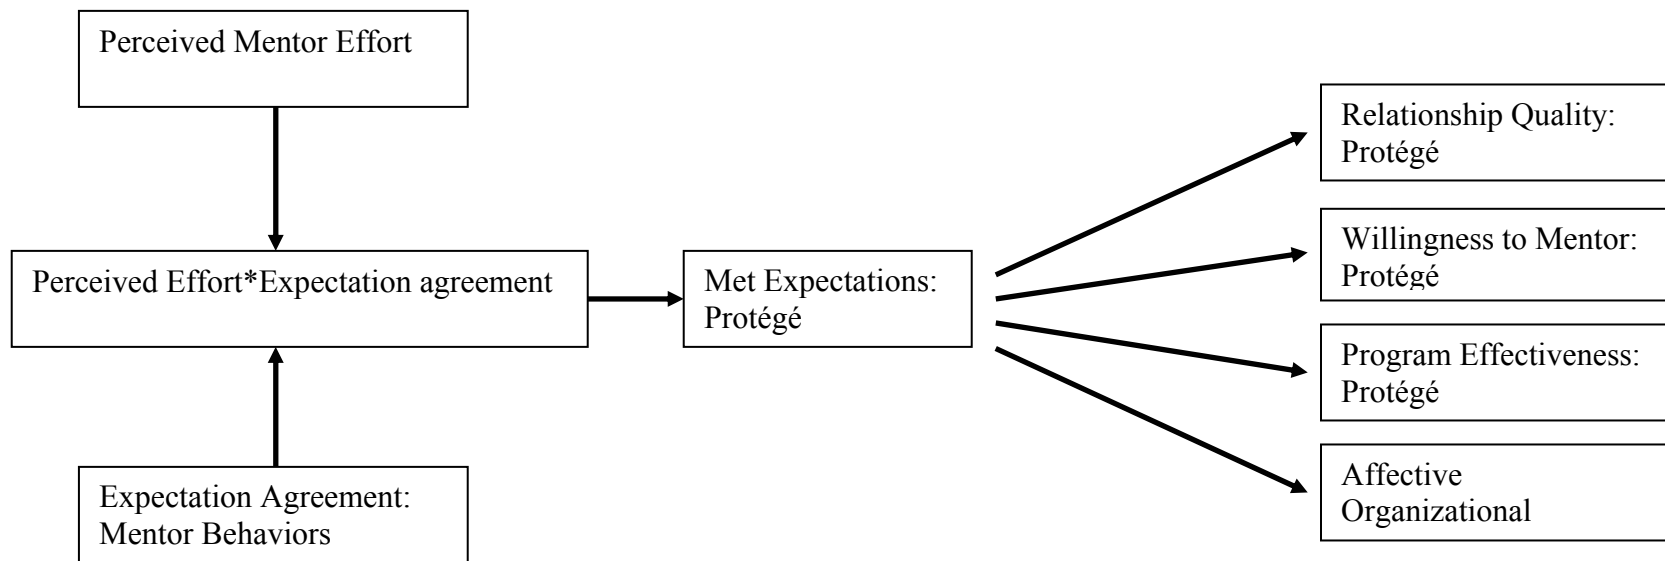 Perceived Mentor Effort
Perceived Effort*Expectation agreement
Expectation Agreement:
Mentor Behaviors
Met Expectations:
Protégé
Relationship Quality:
Protégé
Willingness to Mentor:
Protégé
Program Effectiveness:
Protégé
Affective
Organizational